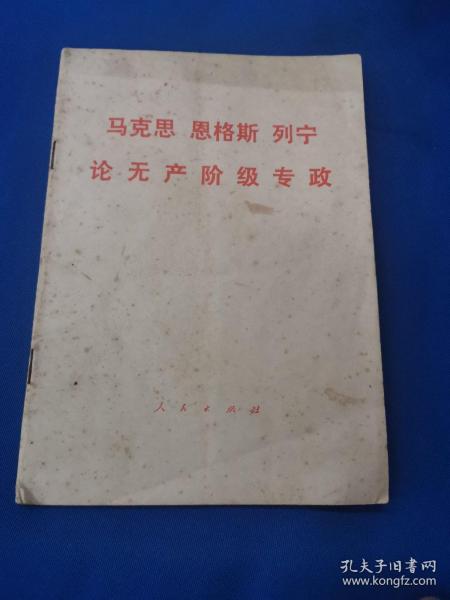 马克思 恩格斯 列宁
论无产阶级专政
人民出版社
孔夫子旧书网
www.kongfz.com